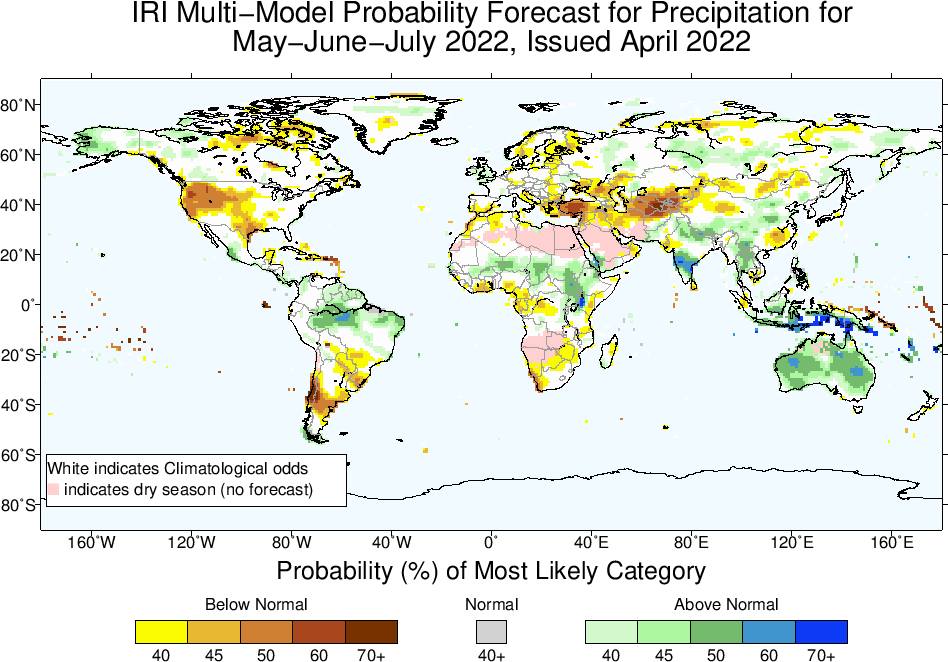 IRI Multi−Model Probability Forecast for Precipitation for
May−June−July 2022, Issued April 2022
80˚N
60˚N
40˚N
20˚N
0˚
20˚S
40˚S
60˚S
80˚S
White indicates Climatological odds
indicates dry season (no forecast)
160˚W 120˚W 80˚W 40˚W 0˚ 40˚E 80˚E 120˚E 160˚E
Probability (%) of Most Likely Category
Below Normal Normal Above Normal
40 45 50 60 70+ 40+ 40 45 50 60 70+